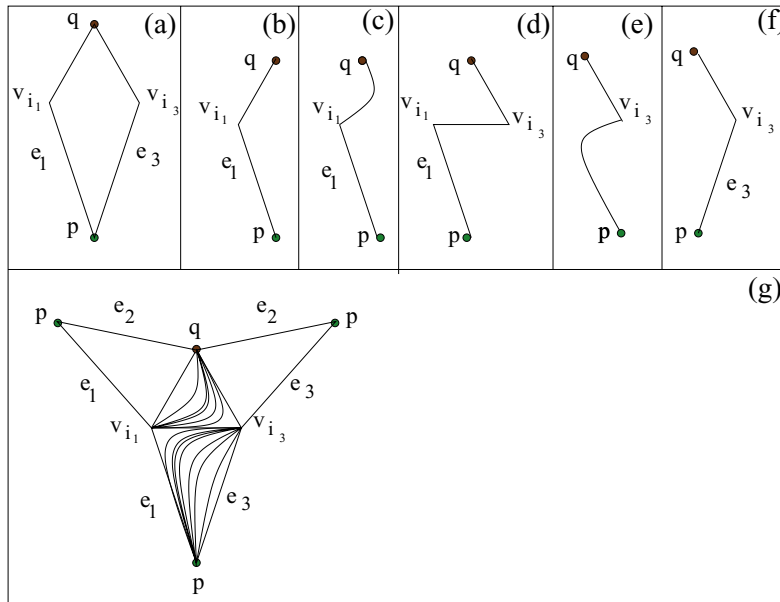 (a) (b) (c) (d) (e) (f)
q q q q q q
v i1 v i3 v i1 v i1 v i1 v i3 v i3 v i3
e1 e3 e1 e1 e1 e3
p p p p p p
(g)
p e2 q e2 p
e1 e3
v i1 v i3
e1 e3
p